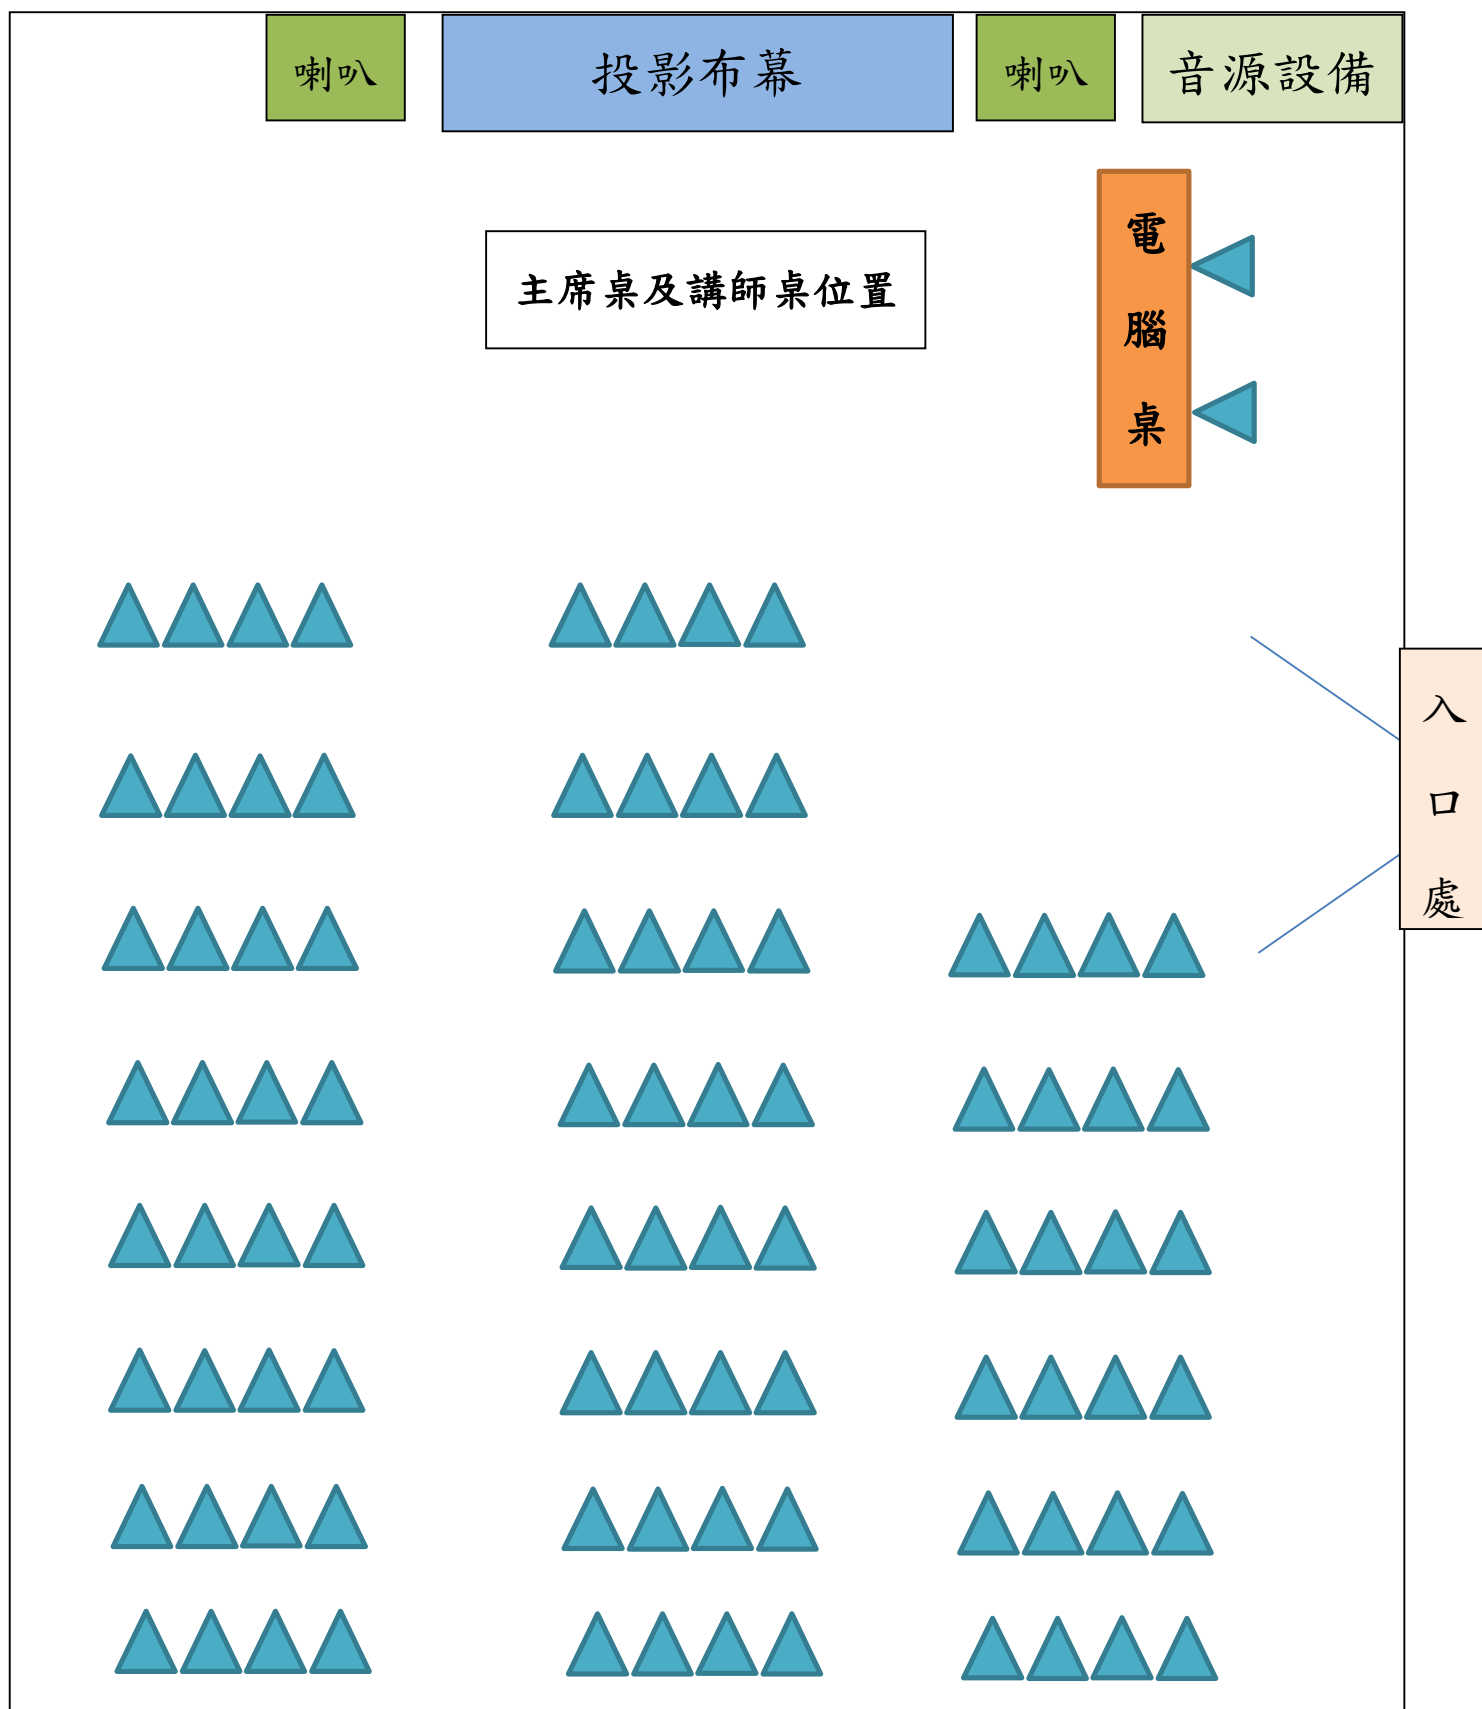 喇叭
投影布幕
喇叭
音源設備
主席桌及講師桌位置
電腦桌
入口處